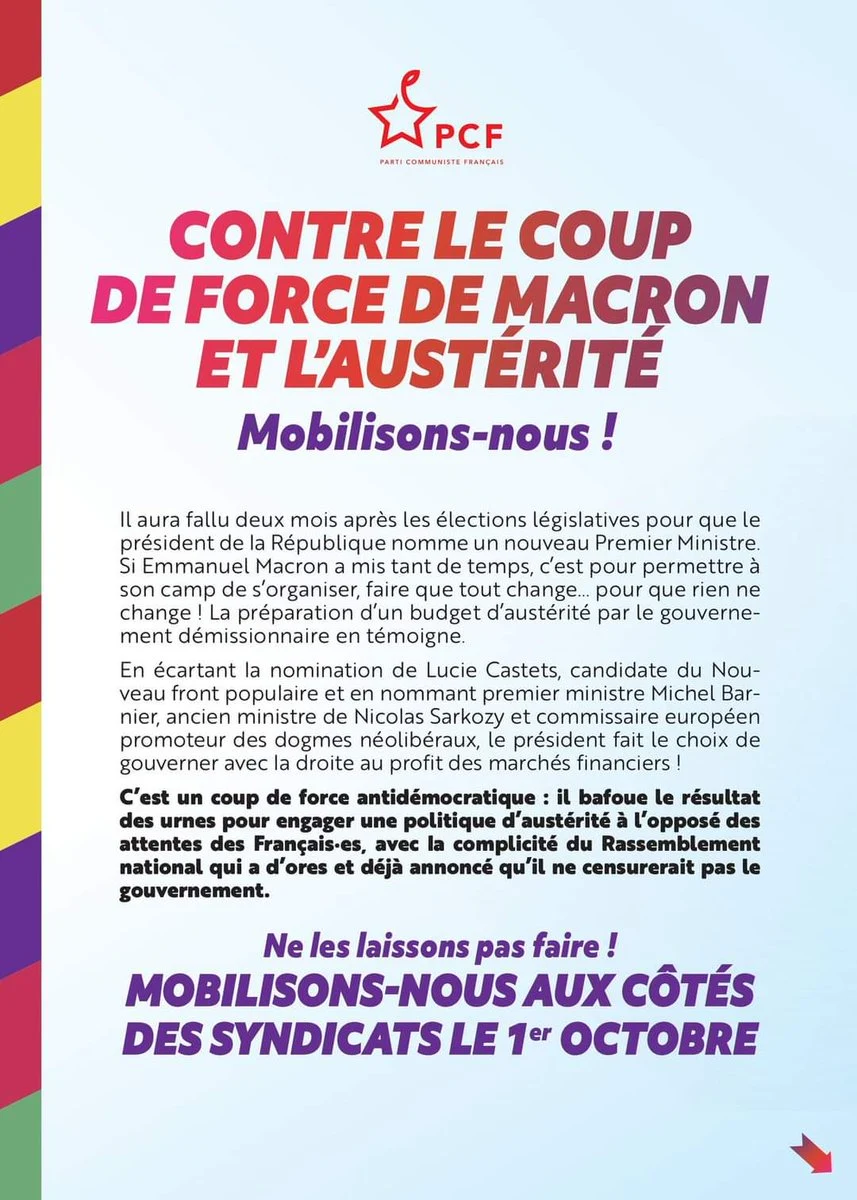 PCF
PARTI COMMUNISTE FRANÇAIS
CONTRE LE COUP
DE FORCE DE MACRON
ET L'AUSTÉRITÉ
Mobilisons-nous !
Il aura fallu deux mois après les élections législatives pour que le
président de la République nomme un nouveau Premier Ministre.
Si Emmanuel Macron a mis tant de temps, c'est pour permettre à
son camp de s'organiser, faire que tout change... pour que rien ne
change ! La préparation d'un budget d'austérité par le gouverne-
ment démissionnaire en témoigne.
En écartant la nomination de Lucie Castets, candidate du Nou-
veau front populaire et en nommant premier ministre Michel Bar-
nier, ancien ministre de Nicolas Sarkozy et commissaire européen
promoteur des dogmes néolibéraux, le président fait le choix de
gouverner avec la droite au profit des marchés financiers !
C'est un coup de force antidémocratique : il bafoue le résultat
des urnes pour engager une politique d'austérité à l'opposé des
attentes des Français·es, avec la complicité du Rassemblement
national qui a d'ores et déjà annoncé qu'il ne censurerait pas le
gouvernement.
Ne les laissons pas faire !
MOBILISONS-NOUS AUX CÔTÉS
DES SYNDICATS LE 1er OCTOBRE